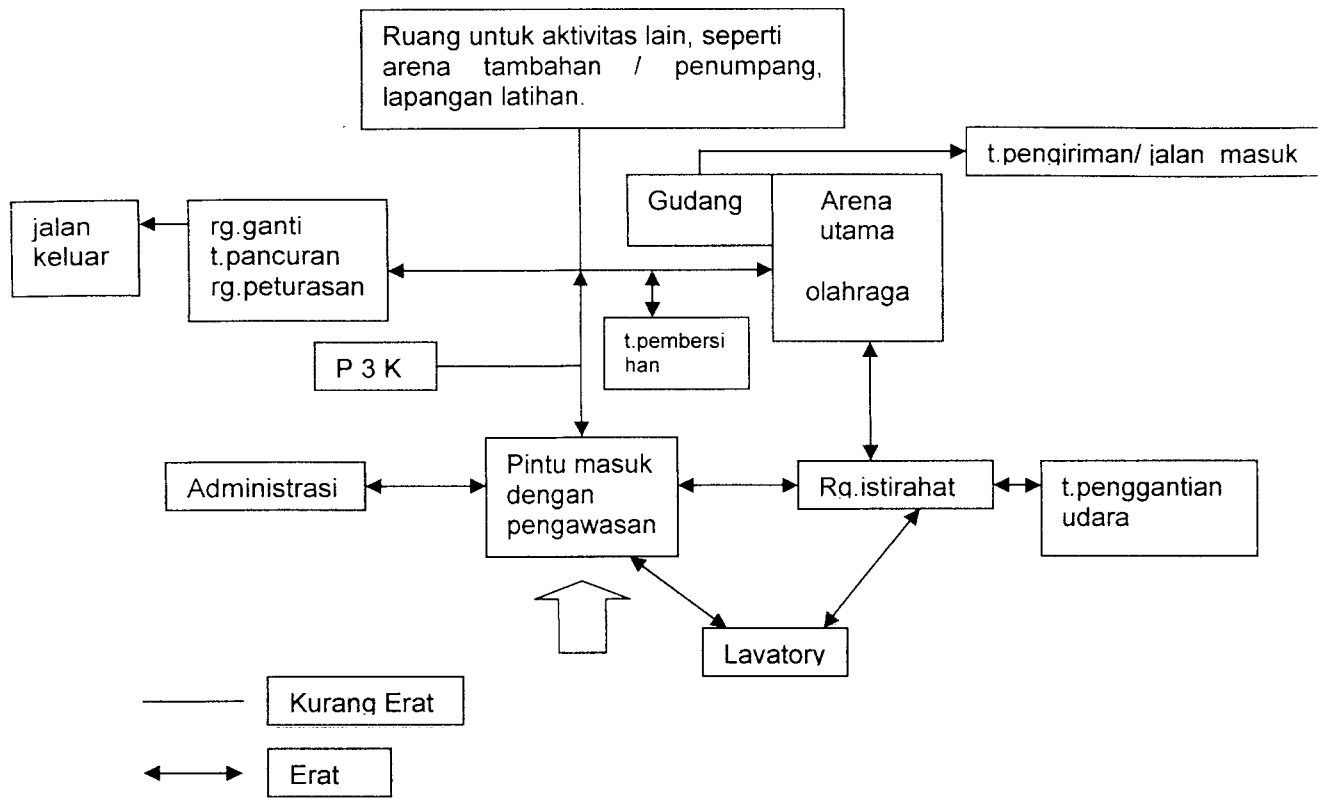 Ruang untuk aktivitas lain, seperti
arena tambahan / penumpang,
lapangan latihan.
t.pengiriman/ jalan masuk
Gudang
Arena
utama
olahraga
jalan
keluar
rg.ganti
t.pancuran
rg.peturasan
t.pembersi
han
P 3 K
Pintu masuk
dengan
pengawasan
Administrasi
Rg.istirahat
t.penggantian
udara
Lavatory
Kurang Erat
Erat